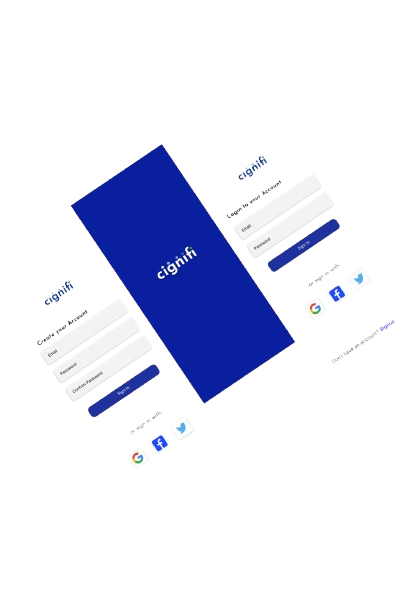 cignifi
Create your Account
Email
Password
Confirm Password
Sign in
Or sign in with
cignifi
cignifi
Login to your Account
Email
Password
Sign in
Or sign in with
Don't have an account? Signup